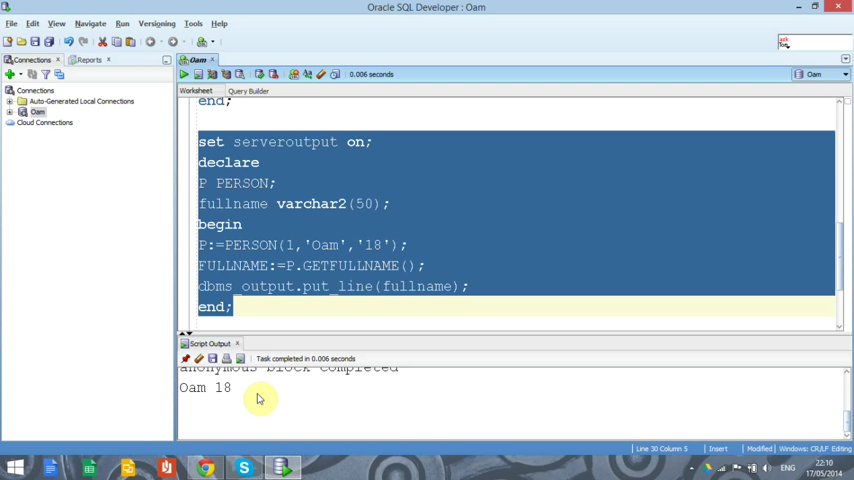 Oracle SQL Developer : Oam
File Edit View Navigate Run Versioning Tools Help
Connections Reports Oam
0.006 seconds Oam
Worksheet Query Builder
Connections
Auto-Generated Local Connections
Oam
Cloud Connections
end;
set serveroutput on;
declare
P PERSON;
fullname varchar2(50);
begin
P:=PERSON(1,'Oam','18');
FULLNAME:=P.GETFULLNAME();
dbms_output.put_line(fullname);
end;
Script Output
Task completed in 0.006 seconds
anonymous block completed
Oam 18
Line 30 Column 5 Insert Modified Windows: CR/LF Editing
ENG
22:10
17/05/2014